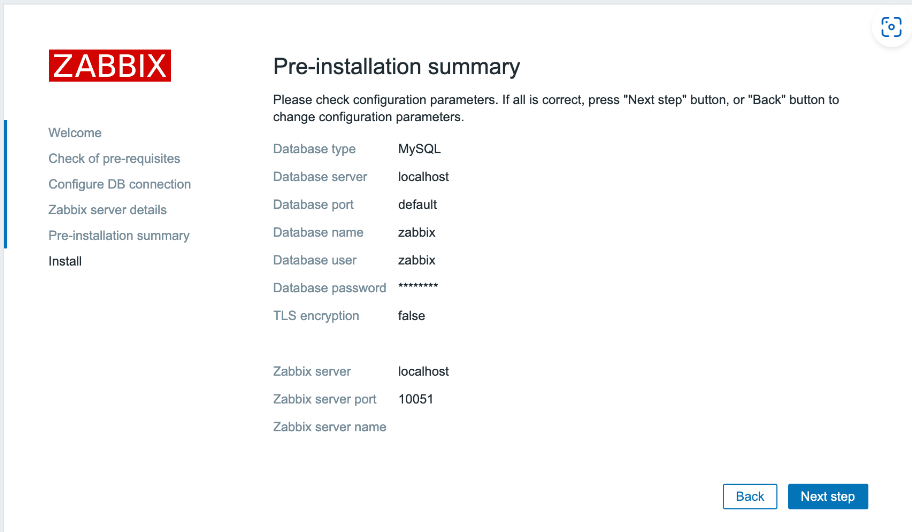 ZABBIX
Welcome
Check of pre-requisites
Configure DB connection
Zabbix server details
Pre-installation summary
Install
Pre-installation summary
Please check configuration parameters. If all is correct, press "Next step" button, or "Back" button to
change configuration parameters.
Database type MySQL
Database server localhost
Database port default
Database name zabbix
Database user zabbix
Database password ********
TLS encryption false
Zabbix server localhost
Zabbix server port 10051
Zabbix server name
Back Next step